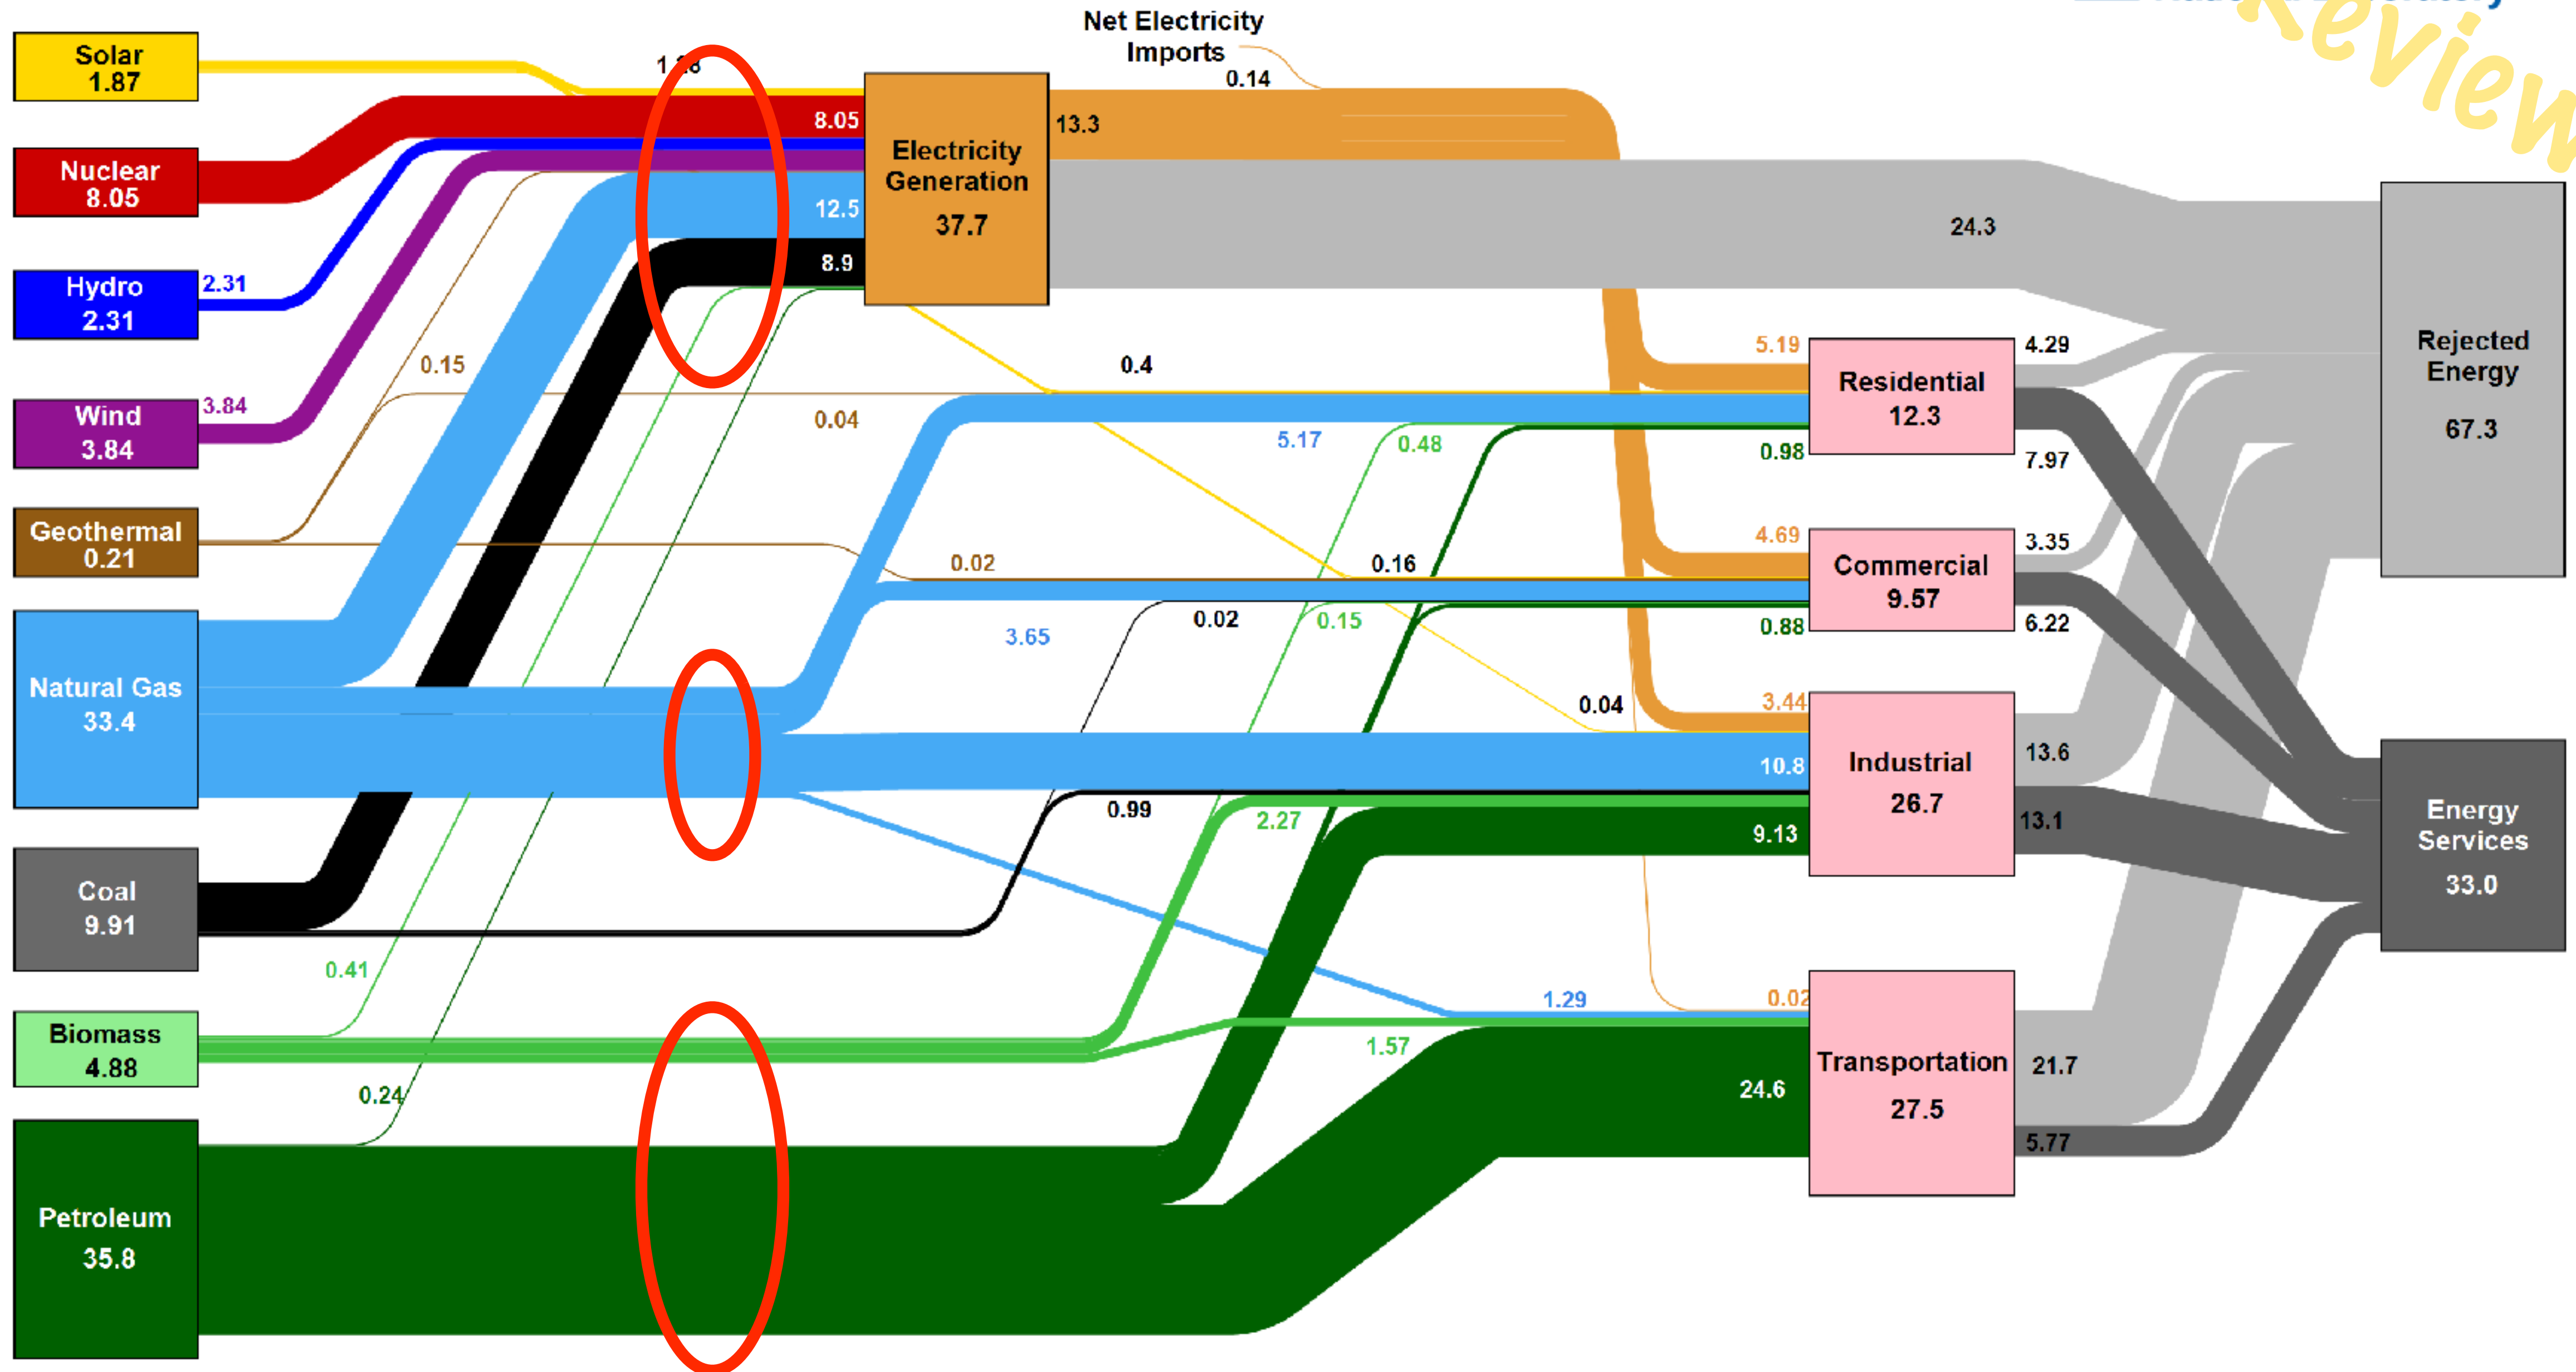 Net Electricity
Imports
Review
Solar
1.87
Nuclear
8.05
Hydro
2.31
2.31
Wind
3.84
3.84
Geothermal
0.21
Natural Gas
33.4
Coal
9.91
Biomass
4.88
Petroleum
35.8
8.05
12.5
8.9
0.15
0.41
0.24
Electricity
Generation
37.7
13.3
0.14
24.3
0.4
0.04
5.17
0.48
0.98
5.19
0.02
0.16
3.65
0.02
0.15
0.88
4.69
0.04
3.44
10.8
0.99
2.27
9.13
1.29
0.02
1.57
24.6
Residential
12.3
4.29
7.97
Commercial
9.57
3.35
6.22
Industrial
26.7
13.6
13.1
Transportation
27.5
21.7
5.77
Rejected
Energy
67.3
Energy
Services
33.0